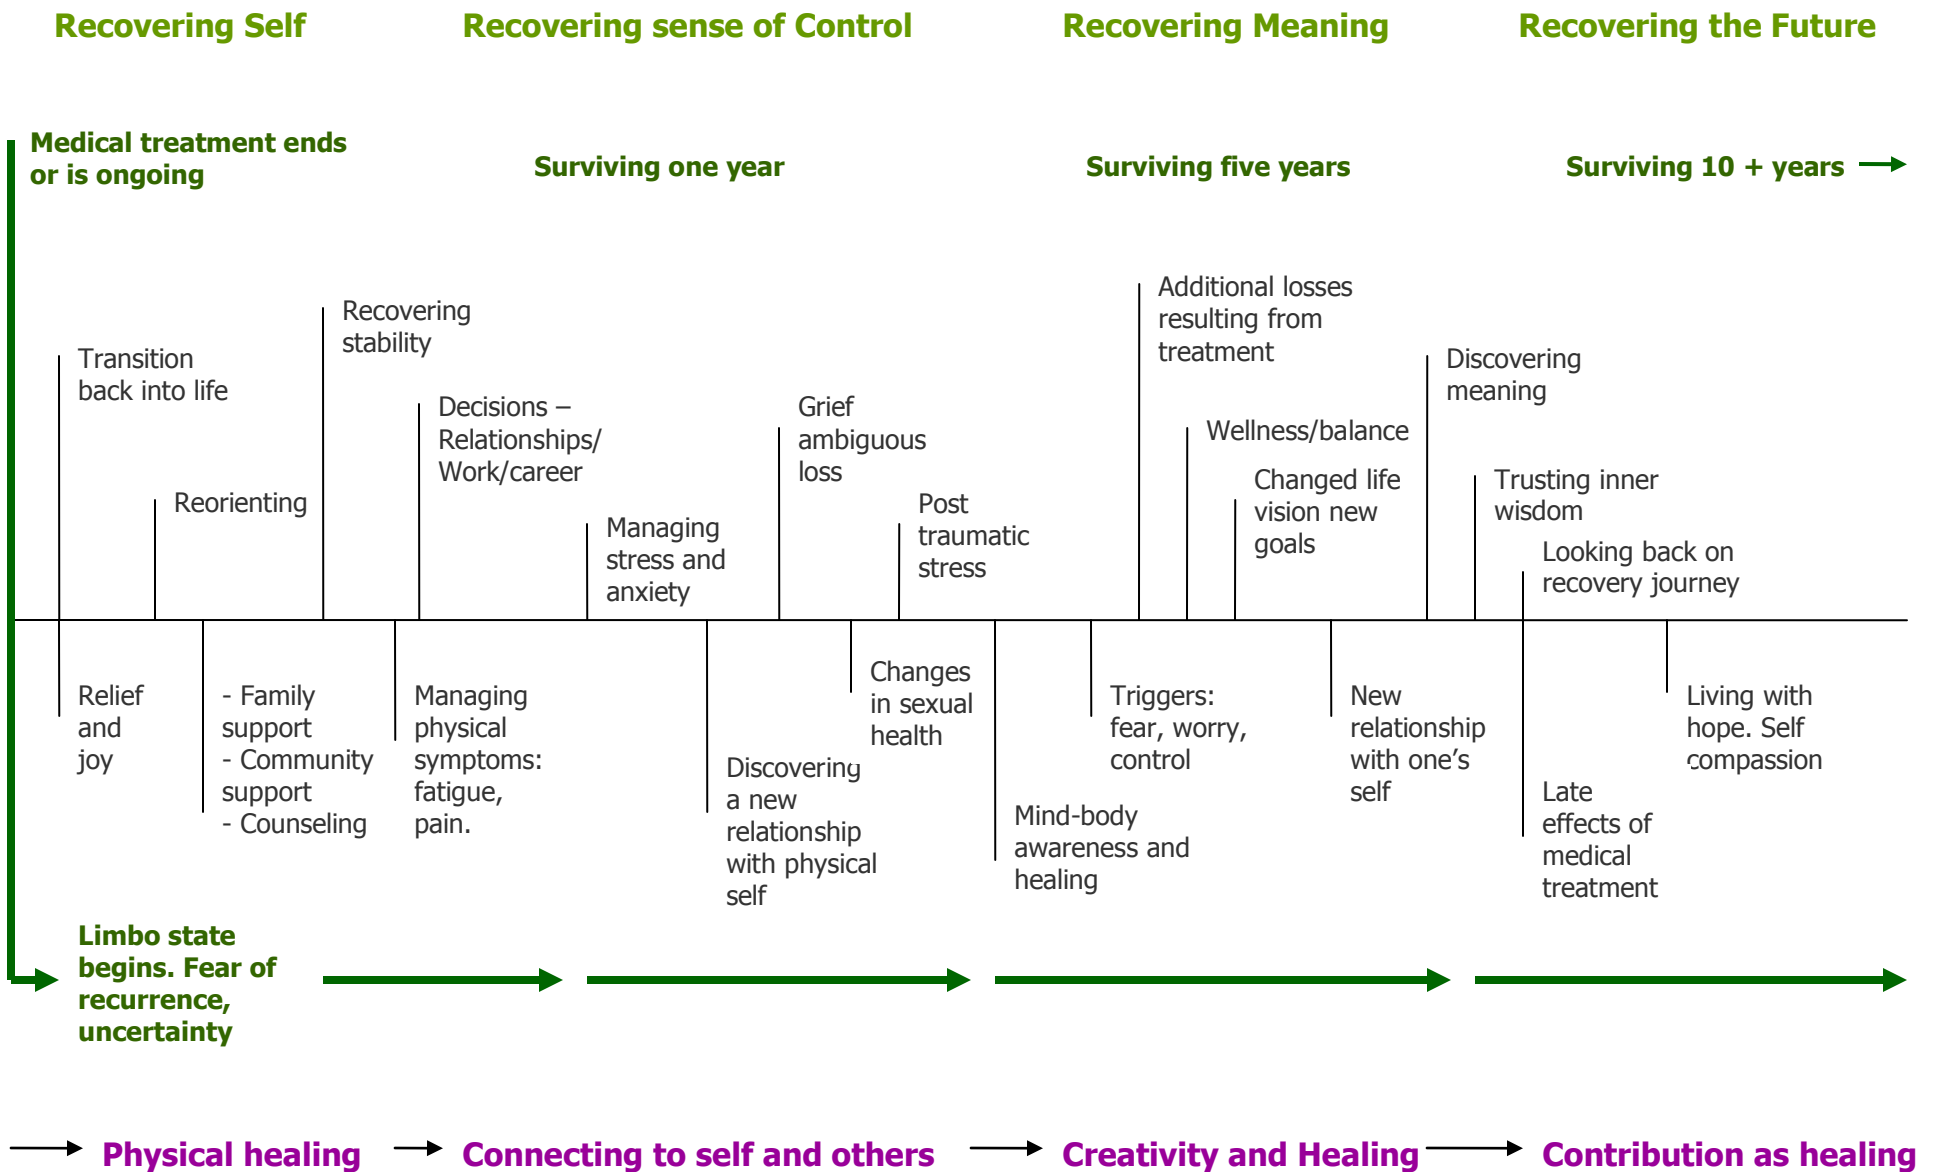 Recovering Self
Recovering sense of Control
Recovering Meaning
Recovering the Future
Medical treatment ends
or is ongoing
Surviving one year
Surviving five years
Surviving 10 + years
Transition
back into life
Reorienting
Recovering
stability
Decisions –
Relationships/
Work/career
Managing
stress and
anxiety
Grief
ambiguous
loss
Post
traumatic
stress
Additional losses
resulting from
treatment
Wellness/balance
Changed life
vision new
goals
Discovering
meaning
Trusting inner
wisdom
Looking back on
recovery journey
Relief
and
joy
- Family
support
- Community
support
- Counseling
Managing
physical
symptoms:
fatigue,
pain.
Discovering
a new
relationship
with physical
self
Changes
in sexual
health
Mind-body
awareness and
healing
Triggers:
fear, worry,
control
New
relationship
with one’s
self
Late
effects of
medical
treatment
Living with
hope. Self
compassion
Limbo state
begins. Fear of
recurrence,
uncertainty
Physical healing
Connecting to self and others
Creativity and Healing
Contribution as healing